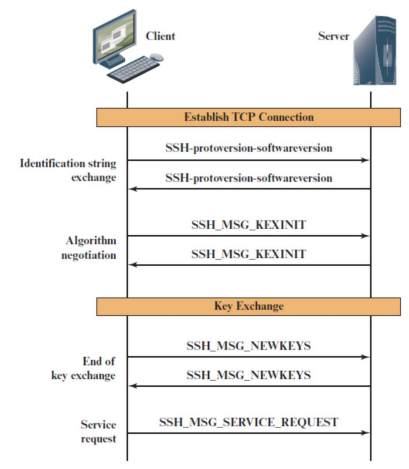 Client
Server
Establish TCP Connection
SSH-protoversion-softwareversion
Identification string
exchange
SSH-protoversion-softwareversion
SSH_MSG_KEXINIT
Algorithm
negotiation
SSH_MSG_KEXINIT
Key Exchange
SSH_MSG_NEWKEYS
End of
key exchange
SSH_MSG_NEWKEYS
Service
request
SSH_MSG_SERVICE_REQUEST